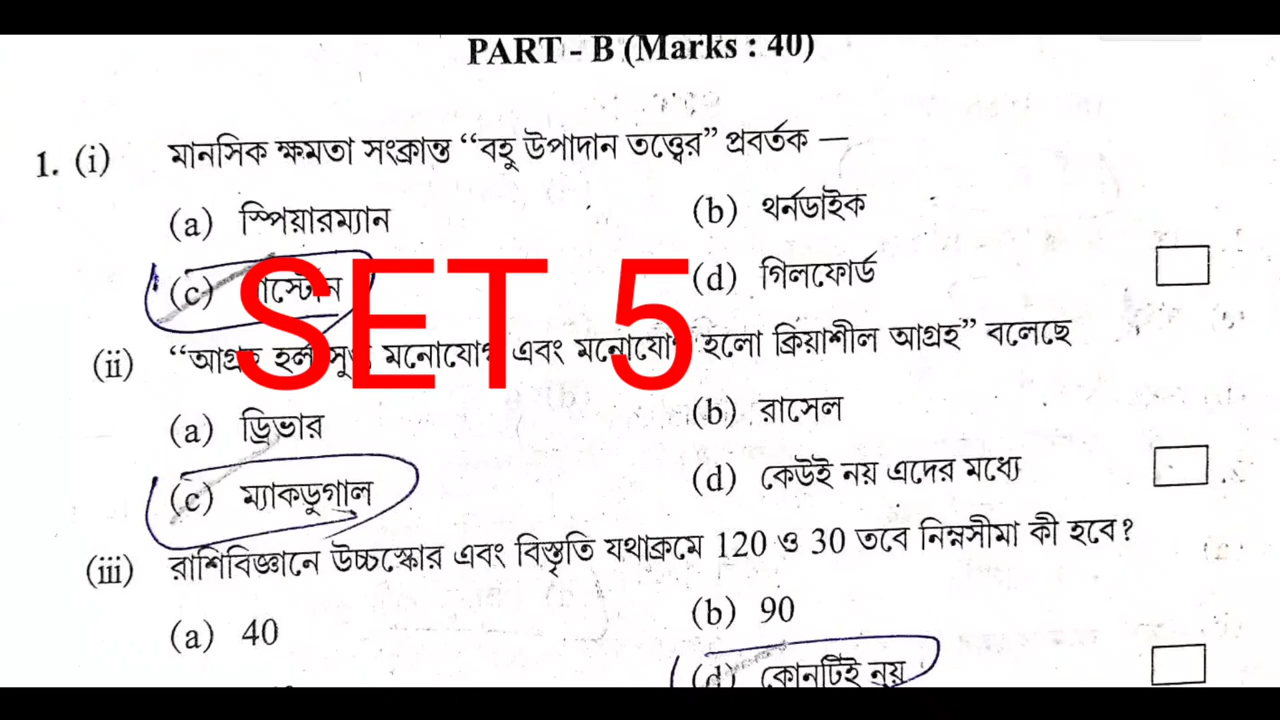 PART - B (Marks : 40)
1. (i) মানসিক ক্ষমতা সংক্রান্ত “বহু উপাদান তত্ত্বের” প্রবর্তক —
(a) স্পিয়ারম্যান (b) থর্নডাইক
(c) (d) গিলফোর্ড
SET 5
(ii) “আগ্রহ হল সুপ্ত মনোযোগ এবং মনোযোগ হলো ক্রিয়াশীল আগ্রহ” বলেছে
(a) ড্রিভার (b) রাসেল
(c) ম্যাকডুগাল (d) কেউই নয় এদের মধ্যে
(iii) রাশিবিজ্ঞানে উচ্চস্কোর এবং বিস্তৃতি যথাক্রমে 120 ও 30 তবে নিম্নসীমা কী হবে?
(a) 40 (b) 90
(d) কোনটিই নয়